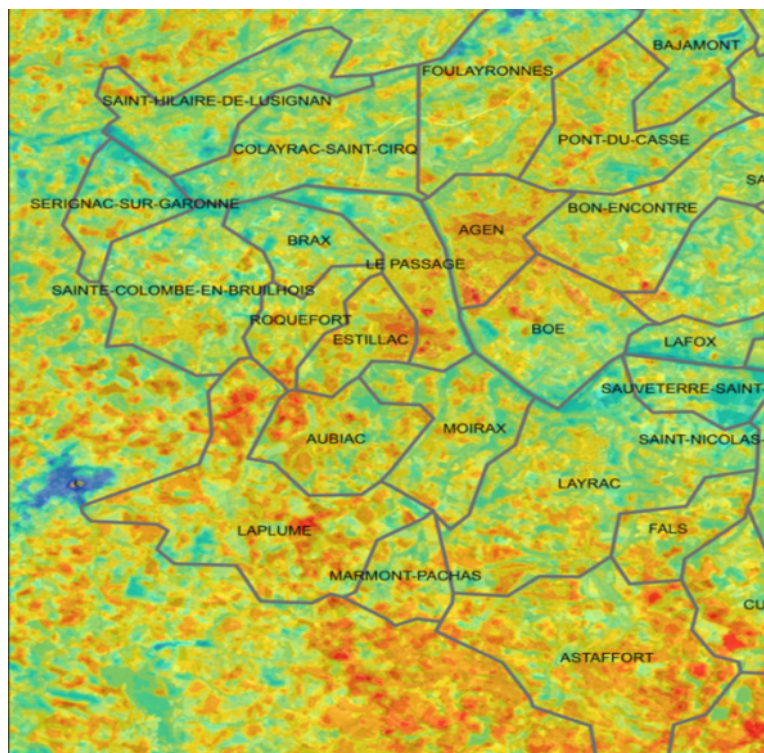 BAJAMONT
FOULAYRONNES
SAINT-HILAIRE-DE-LUSIGNAN
PONT-DU-CASSE
COLAYRAC-SAINT-CIRQ
SA
SERIGNAC-SUR-GARONNE
BON-ENCONTRE
AGEN
BRAX
LE PASSAGE
SAINTE-COLOMBE-EN-BRUILHOIS
ROQUEFORT
BOE
ESTILLAC
LAFOX
SAUVETERRE-SAINT-
AUBIAC
MOIRAX
SAINT-NICOLAS-
LAYRAC
LAPLUME
FALS
MARMONT-PACHAS
CU
ASTAFFORT